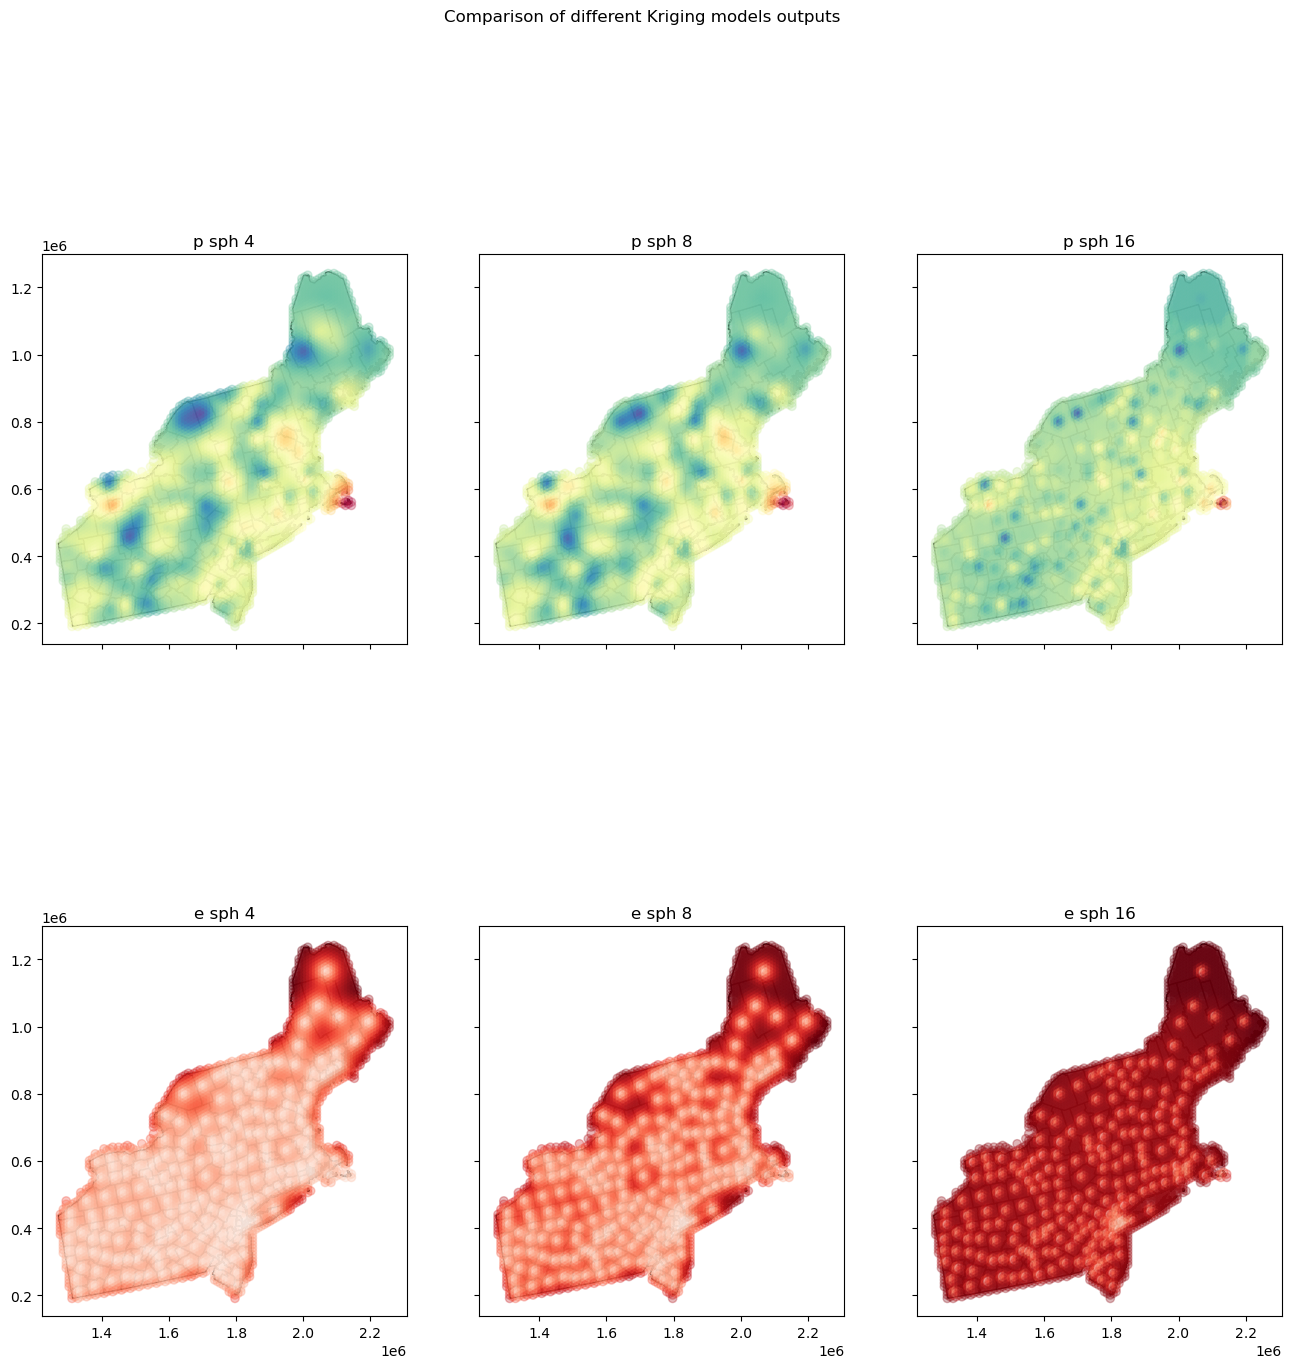 Comparison of different Kriging models outputs
p sph 4 p sph 8 p sph 16
1e6
1.2
1.0
0.8
0.6
0.4
0.2
e sph 4 e sph 8 e sph 16
1e6
1.2
1.0
0.8
0.6
0.4
0.2
1.4 1.6 1.8 2.0 2.2 1.4 1.6 1.8 2.0 2.2 1.4 1.6 1.8 2.0 2.2
1e6 1e6 1e6